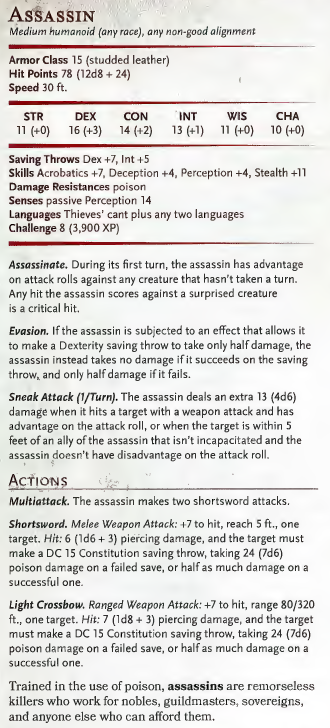 ASSASSIN
Medium humanoid (any race), any non-good alignment
Armor Class 15 (studded leather)
Hit Points 78 (12d8 + 24)
Speed 30 ft.
STR DEX CON INT WIS CHA
11 (+0) 16 (+3) 14 (+2) 13 (+1) 11 (+0) 10 (+0)
Saving Throws Dex +7, Int +5
Skills Acrobatics +7, Deception +4, Perception +4, Stealth +11
Damage Resistances poison
Senses passive Perception 14
Languages Thieves' cant plus any two languages
Challenge 8 (3,900 XP)
Assassinate. During its first turn, the assassin has advantage
on attack rolls against any creature that hasn't taken a turn.
Any hit the assassin scores against a surprised creature
is a critical hit.
Evasion. If the assassin is subjected to an effect that allows it
to make a Dexterity saving throw to take only half damage, the
assassin instead takes no damage if it succeeds on the saving
throw, and only half damage if it fails.
Sneak Attack (1/Turn). The assassin deals an extra 13 (4d6)
damage when it hits a target with a weapon attack and has
advantage on the attack roll, or when the target is within 5
feet of an ally of the assassin that isn't incapacitated and the
assassin doesn't have disadvantage on the attack roll.
ACTIONS
Multiattack. The assassin makes two shortsword attacks.
Shortsword. Melee Weapon Attack: +7 to hit, reach 5 ft., one
target. Hit: 6 (1d6 + 3) piercing damage, and the target must
make a DC 15 Constitution saving throw, taking 24 (7d6)
poison damage on a failed save, or half as much damage on a
successful one.
Light Crossbow. Ranged Weapon Attack: +7 to hit, range 80/320
ft., one target. Hit: 7 (1d8 + 3) piercing damage, and the target
must make a DC 15 Constitution saving throw, taking 24 (7d6)
poison damage on a failed save, or half as much damage on a
successful one.
Trained in the use of poison, assassins are remorseless
killers who work for nobles, guildmasters, sovereigns,
and anyone else who can afford them.